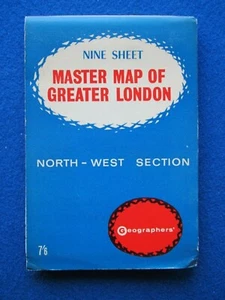 NINE SHEET
MASTER MAP OF
GREATER LONDON
NORTH - WEST SECTION
Geographers'
7'6